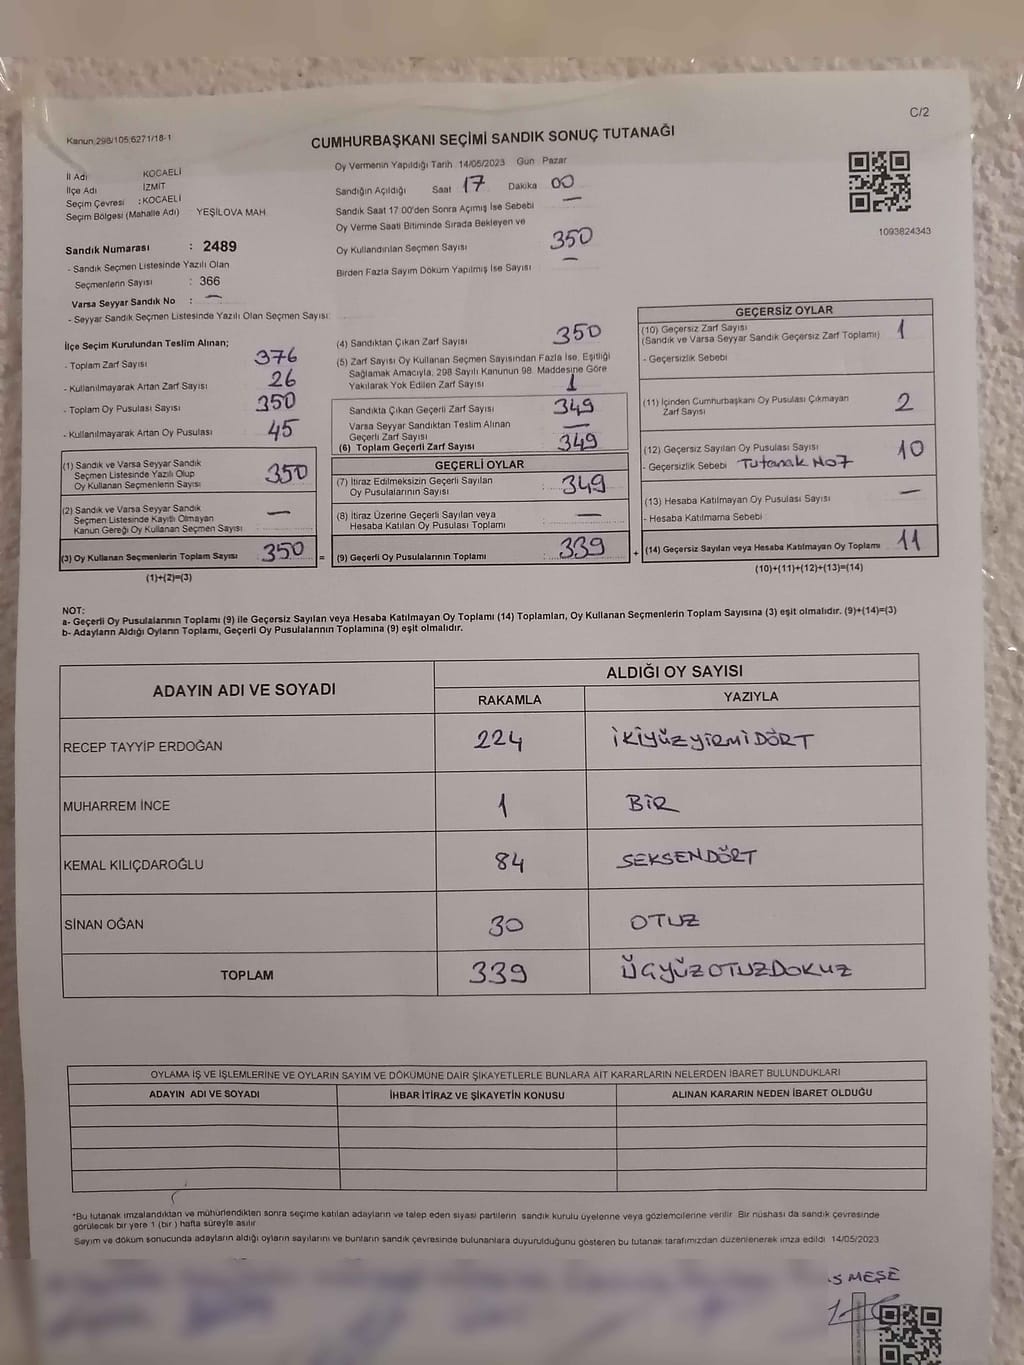 C/2
Kanun 298/105,6271/18-1
CUMHURBAŞKANI SEÇİMİ SANDIK SONUÇ TUTANAĞI
İl Adı KOCAELİ
İlçe Adı İZMİT
Seçim Çevresi : KOCAELİ
Seçim Bölgesi (Mahalle Adı) YEŞİLOVA MAH
Sandık Numarası : 2489
- Sandık Seçmen Listesinde Yazılı Olan
Seçmenlerin Sayısı : 366
Varsa Seyyar Sandık No : —
- Seyyar Sandık Seçmen Listesinde Yazılı Olan Seçmen Sayısı
Oy Vermenin Yapıldığı Tarih 14/05/2023 Gün Pazar
Sandığın Açıldığı Saat 17 Dakika 00
Sandık Saat 17 00'den Sonra Açımış İse Sebebi —
Oy Verme Saati Bitiminde Sırada Bekleyen ve
Oy Kullandırılan Seçmen Sayısı 350
Birden Fazla Sayım Döküm Yapılmış İse Sayısı —
1093824343
İlçe Seçim Kurulundan Teslim Alınan;
- Toplam Zarf Sayısı 376
- Kullanılmayarak Artan Zarf Sayısı 26
- Toplam Oy Pusulası Sayısı 350
- Kullanılmayarak Artan Oy Pusulası 45
(1) Sandık ve Varsa Seyyar Sandık
Seçmen Listesinde Yazılı Olup
Oy Kullanan Seçmenlerin Sayısı 350
(2) Sandık ve Varsa Seyyar Sandık
Seçmen Listesinde Kayıtlı Olmayan
Kanun Gereği Oy Kullanan Seçmen Sayısı —
(3) Oy Kullanan Seçmenlerin Toplam Sayısı 350 =
(1)+(2)=(3)
(4) Sandıktan Çıkan Zarf Sayısı 350
(5) Zarf Sayısı Oy Kullanan Seçmen Sayısından Fazla İse, Eşitliği
Sağlamak Amacıyla, 298 Sayılı Kanunun 98. Maddesine Göre
Yakılarak Yok Edilen Zarf Sayısı 1
Sandıkta Çıkan Geçerli Zarf Sayısı 349
Varsa Seyyar Sandıktan Teslim Alınan
Geçerli Zarf Sayısı —
(6) Toplam Geçerli Zarf Sayısı 349
GEÇERLİ OYLAR
(7) İtiraz Edilmeksizin Geçerli Sayılan
Oy Pusulalarının Sayısı : 349
(8) İtiraz Üzerine Geçerli Sayılan veya
Hesaba Katılan Oy Pusulası Toplamı : —
(9) Geçerli Oy Pusulalarının Toplamı : 339 +
GEÇERSİZ OYLAR
(10) Geçersiz Zarf Sayısı
(Sandık ve Varsa Seyyar Sandık Geçersiz Zarf Toplamı) 1
- Geçersizlik Sebebi
(11) İçinden Cumhurbaşkanı Oy Pusulası Çıkmayan
Zarf Sayısı 2
(12) Geçersiz Sayılan Oy Pusulası Sayısı 10
- Geçersizlik Sebebi Tutanak No7
(13) Hesaba Katılmayan Oy Pusulası Sayısı —
- Hesaba Katılmama Sebebi
(14) Geçersiz Sayılan veya Hesaba Katılmayan Oy Toplamı 11
(10)+(11)+(12)+(13)=(14)
NOT:
a- Geçerli Oy Pusulalarının Toplamı (9) ile Geçersiz Sayılan veya Hesaba Katılmayan Oy Toplamı (14) Toplamları, Oy Kullanan Seçmenlerin Toplam Sayısına (3) eşit olmalıdır. (9)+(14)=(3)
b- Adayların Aldığı Oyların Toplamı, Geçerli Oy Pusulalarının Toplamına (9) eşit olmalıdır.
ADAYIN ADI VE SOYADI
ALDIĞI OY SAYISI
RAKAMLA YAZIYLA
RECEP TAYYİP ERDOĞAN 224 İKİYÜZYİRMİDÖRT
MUHARREM İNCE 1 BİR
KEMAL KILIÇDAROĞLU 84 SEKSENDÖRT
SİNAN OĞAN 30 OTUZ
TOPLAM 339 ÜÇYÜZOTUZDOKUZ
OYLAMA İŞ VE İŞLEMLERİNE VE OYLARIN SAYIM VE DÖKÜMÜNE DAİR ŞİKAYETLERLE BUNLARA AİT KARARLARIN NELERDEN İBARET BULUNDUKLARI
ADAYIN ADI VE SOYADI İHBAR İTİRAZ VE ŞİKAYETİN KONUSU ALINAN KARARIN NEDEN İBARET OLDUĞU
*Bu tutanak imzalandıktan ve mühürlendikten sonra seçime katılan adayların ve talep eden siyasi partilerin sandık kurulu üyelerine veya gözlemcilerine verilir Bir nüshası da sandık çevresinde
görülecek bir yere 1 (bir ) hafta süreyle asılır
Sayım ve döküm sonucunda adayların aldığı oyların sayılarını ve bunların sandık çevresinde bulunanlara duyurulduğunu gösteren bu tutanak tarafımızdan düzenlenerek imza edildi 14/05/2023
MEŞE